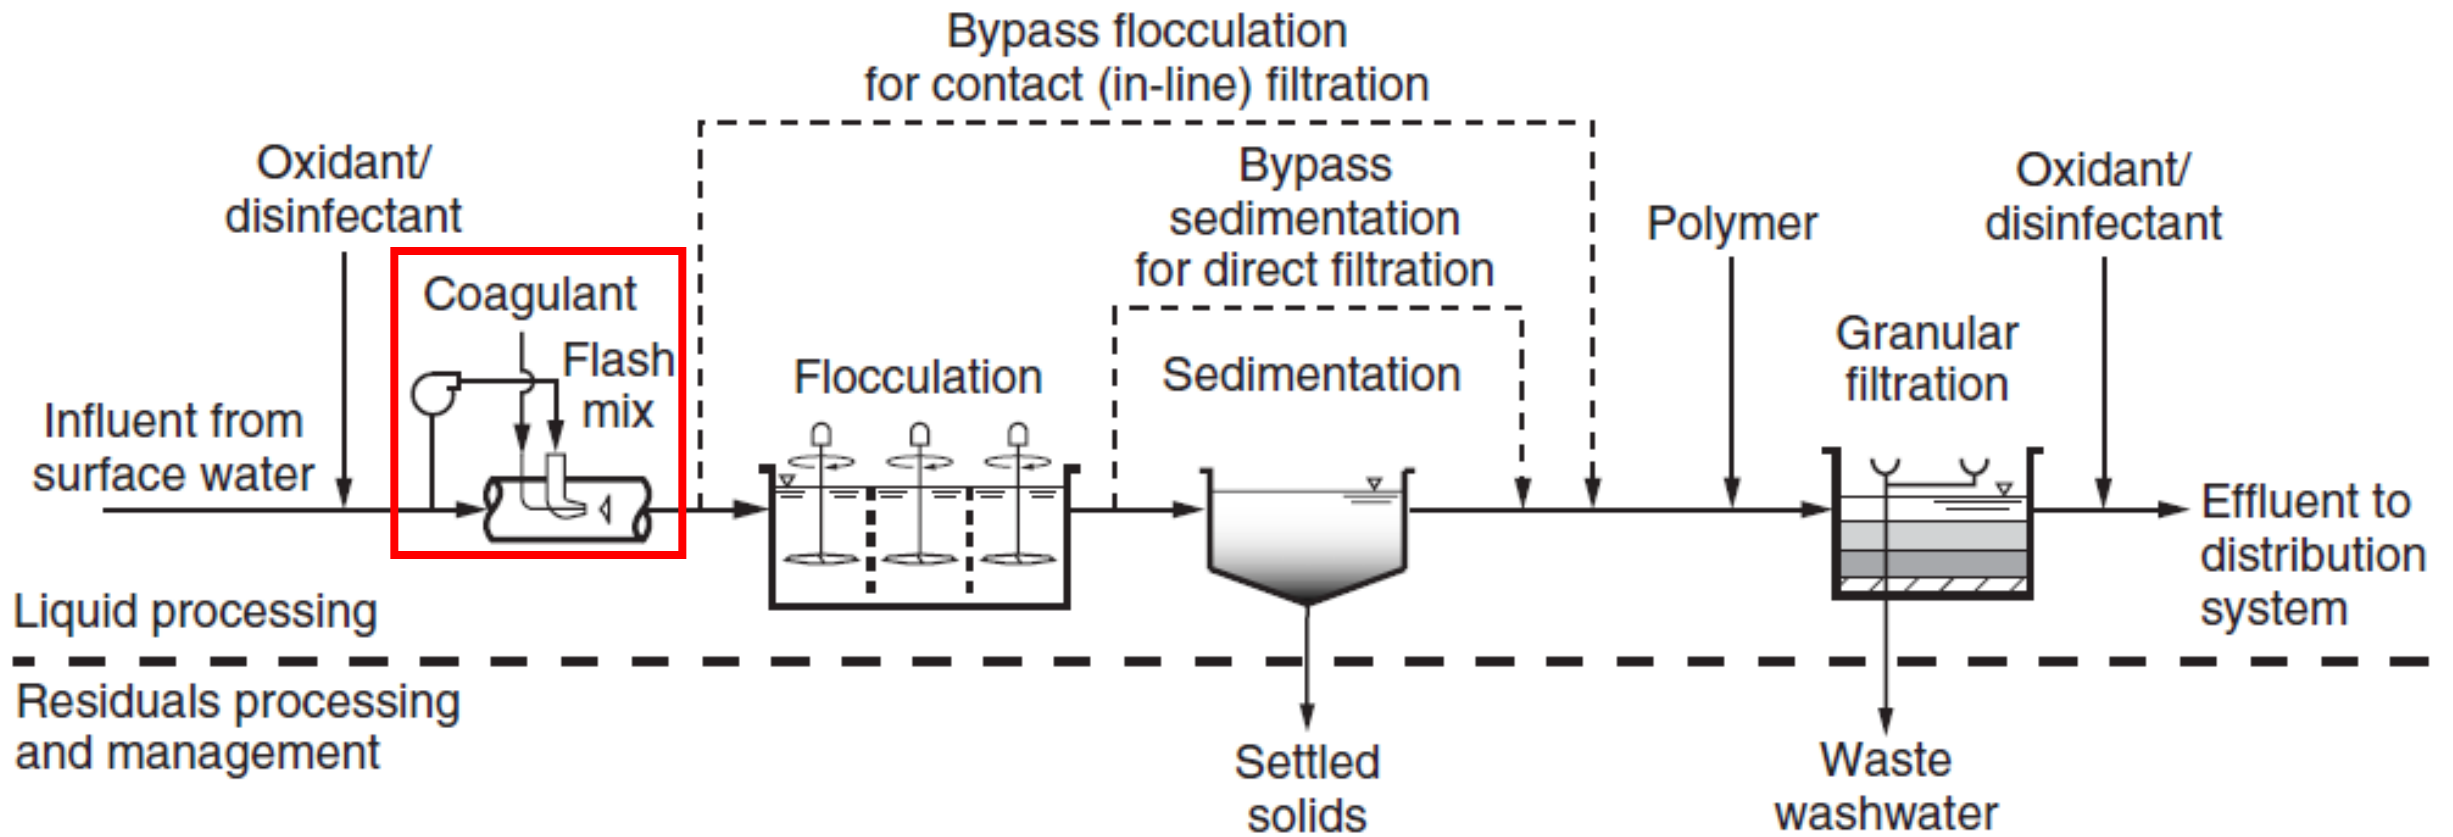 Bypass flocculation
for contact (in-line) filtration
Oxidant/
disinfectant
Bypass
sedimentation
for direct filtration
Polymer
Oxidant/
disinfectant
Coagulant
Flash
mix
Flocculation
Sedimentation
Granular
filtration
Influent from
surface water
Effluent to
distribution
system
Liquid processing
Residuals processing
and management
Settled
solids
Waste
washwater